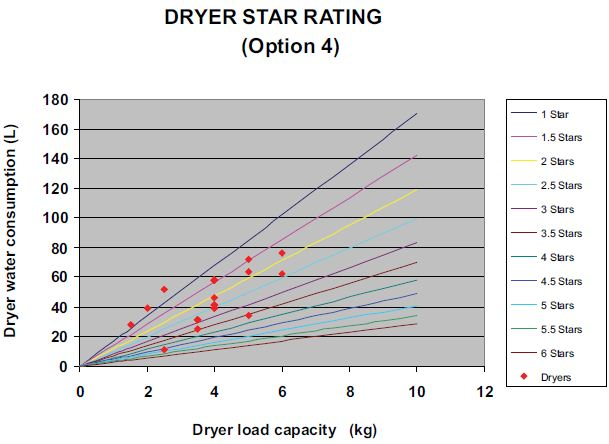 DRYER STAR RATING
(Option 4)
Dryer water consumption (L)
180
160
140
120
100
80
60
40
20
0
0 2 4 6 8 10 12
Dryer load capacity (kg)
1 Star
1.5 Stars
2 Stars
2.5 Stars
3 Stars
3.5 Stars
4 Stars
4.5 Stars
5 Stars
5.5 Stars
6 Stars
Dryers